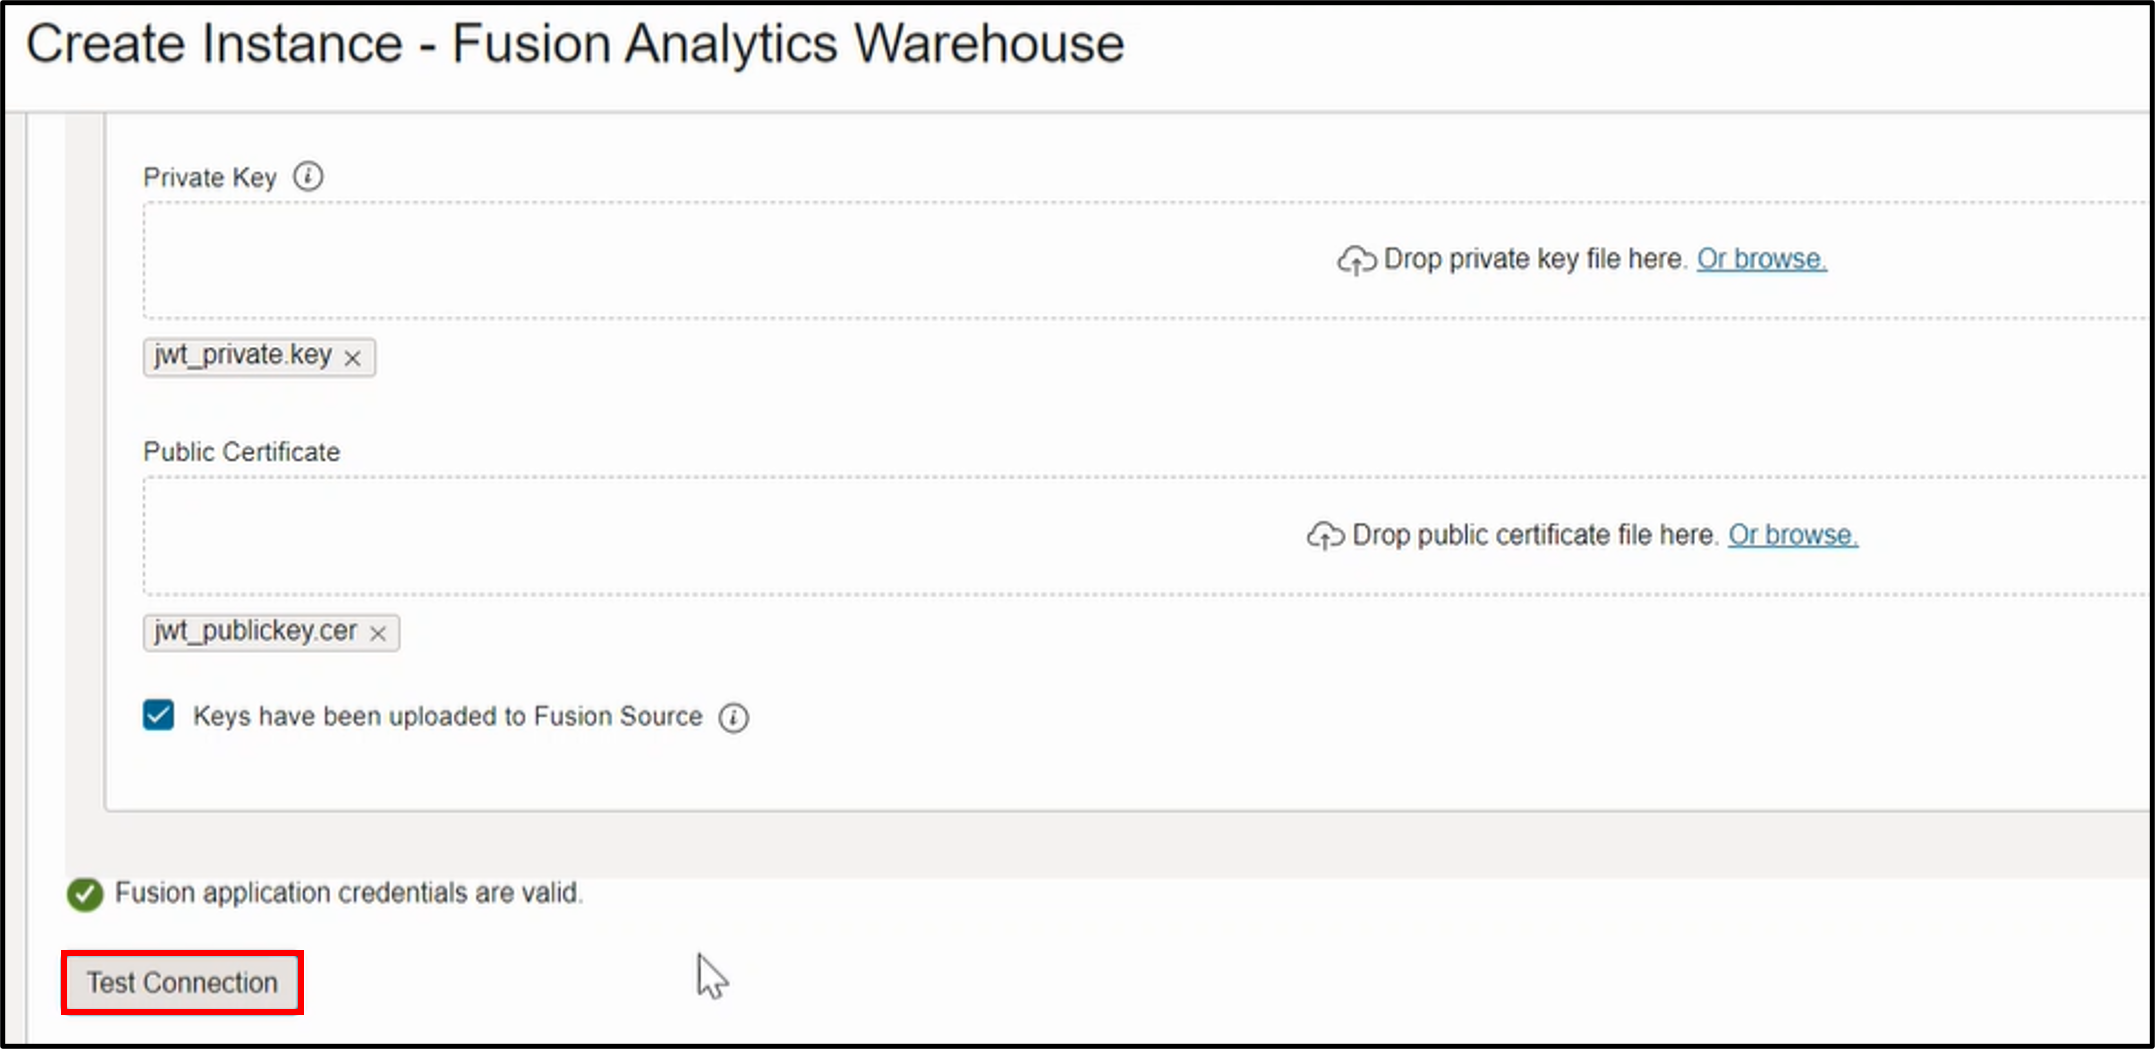 Create Instance - Fusion Analytics Warehouse
Private Key
Drop private key file here. Or browse.
jwt_private.key
Public Certificate
Drop public certificate file here. Or browse.
jwt_publickey.cer
Keys have been uploaded to Fusion Source
Fusion application credentials are valid.
Test Connection